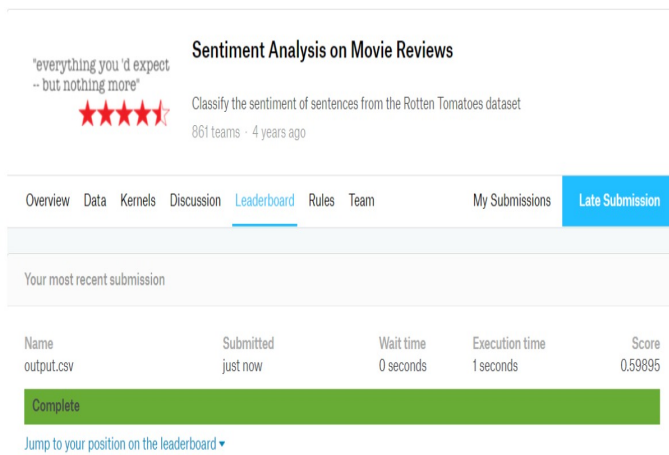 "everything you 'd expect
-- but nothing more"
Sentiment Analysis on Movie Reviews
Classify the sentiment of sentences from the Rotten Tomatoes dataset
861 teams · 4 years ago
Overview Data Kernels Discussion Leaderboard Rules Team My Submissions Late Submission
Your most recent submission
Name Submitted Wait time Execution time Score
output.csv just now 0 seconds 1 seconds 0.59895
Complete
Jump to your position on the leaderboard ▾